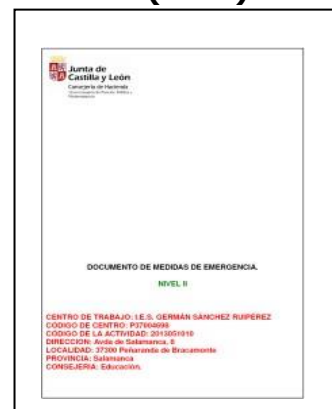 Junta de
Castilla y León
Consejería de Hacienda
DOCUMENTO DE MEDIDAS DE EMERGENCIA.
NIVEL II
CENTRO DE TRABAJO: I.E.S. GERMÁN SÁNCHEZ RUIPÉREZ
CODIGO DE CENTRO: P37004698
CODIGO DE LA ACTIVIDAD: 2013051010
DIRECCION: Avda de Salamanca, 8
LOCALIDAD: 37300 Peñaranda de Bracamonte
PROVINCIA: Salamanca
CONSEJERIA: Educación.